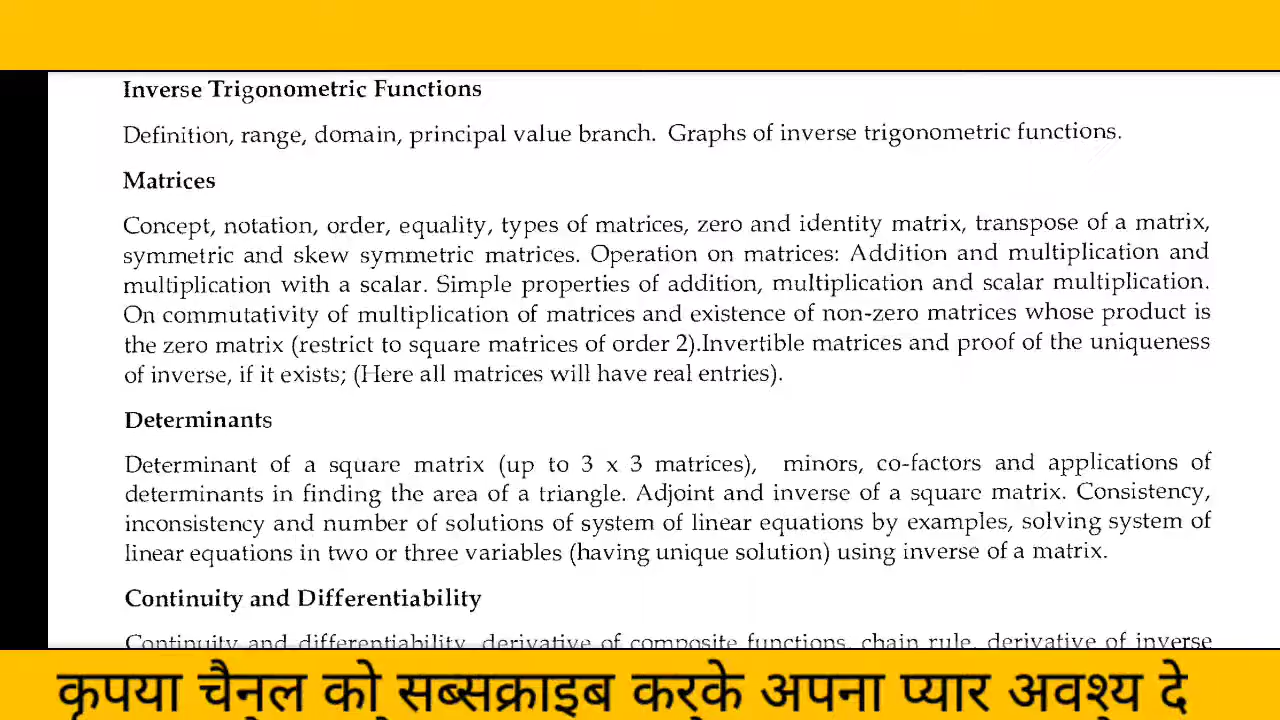 Inverse Trigonometric Functions
Definition, range, domain, principal value branch. Graphs of inverse trigonometric functions.
Matrices
Concept, notation, order, equality, types of matrices, zero and identity matrix, transpose of a matrix,
symmetric and skew symmetric matrices. Operation on matrices: Addition and multiplication and
multiplication with a scalar. Simple properties of addition, multiplication and scalar multiplication.
On commutativity of multiplication of matrices and existence of non-zero matrices whose product is
the zero matrix (restrict to square matrices of order 2).Invertible matrices and proof of the uniqueness
of inverse, if it exists; (Here all matrices will have real entries).
Determinants
Determinant of a square matrix (up to 3 x 3 matrices), minors, co-factors and applications of
determinants in finding the area of a triangle. Adjoint and inverse of a square matrix. Consistency,
inconsistency and number of solutions of system of linear equations by examples, solving system of
linear equations in two or three variables (having unique solution) using inverse of a matrix.
Continuity and Differentiability
Continuity and differentiability, derivative of composite functions, chain rule, derivative of inverse
कृपया चैनल को सब्सक्राइब करके अपना प्यार अवश्य दे